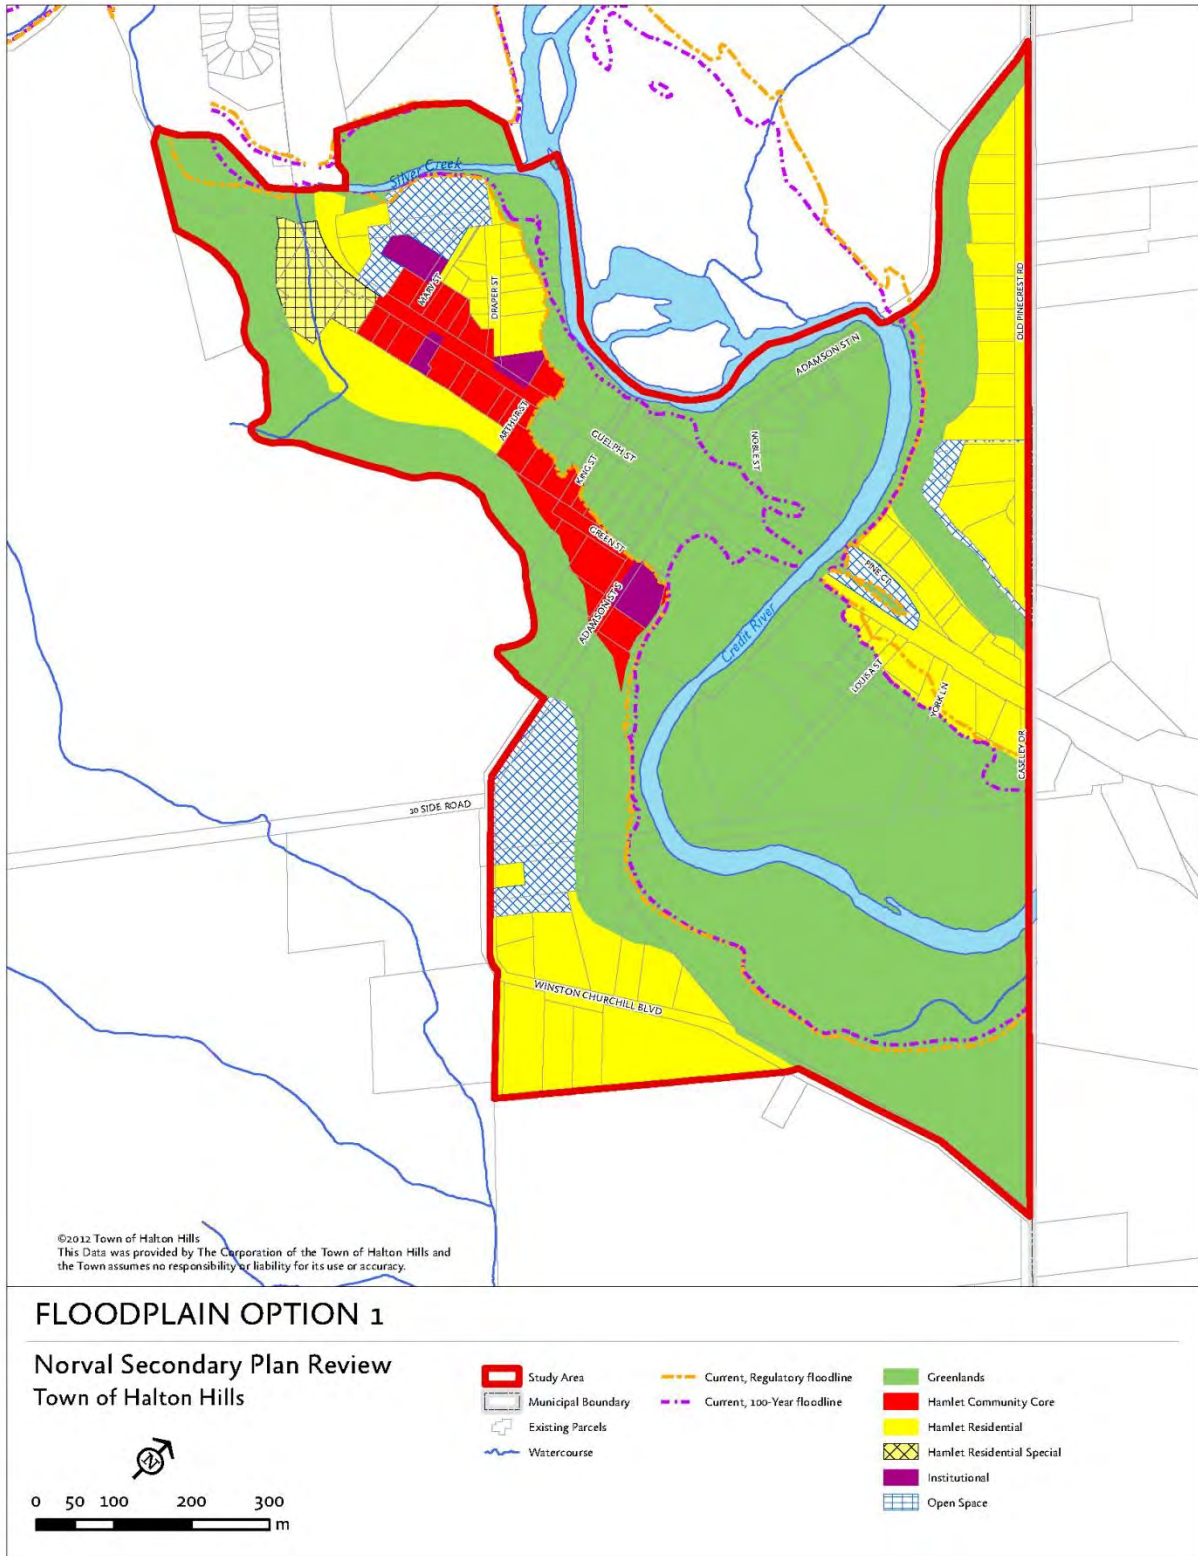 Silver Creek
MARY ST
DRAPER ST
OLD PINECREST RD
ADAMSON ST N
ARTHUR ST
GUELPH ST
NOBLE ST
KING ST
GREEN ST
PINE CT
ADAMSON ST S
Credit River
LOUISA ST
YORK LN
CASELEY DR
10 SIDE ROAD
WINSTON CHURCHILL BLVD
©2012 Town of Halton Hills
This Data was provided by The Corporation of the Town of Halton Hills and
the Town assumes no responsibility or liability for its use or accuracy.
FLOODPLAIN OPTION 1
Norval Secondary Plan Review
Town of Halton Hills
N
0 50 100 200 300
m
Study Area
Municipal Boundary
Existing Parcels
Watercourse
Current, Regulatory floodline
Current, 100-Year floodline
Greenlands
Hamlet Community Core
Hamlet Residential
Hamlet Residential Special
Institutional
Open Space